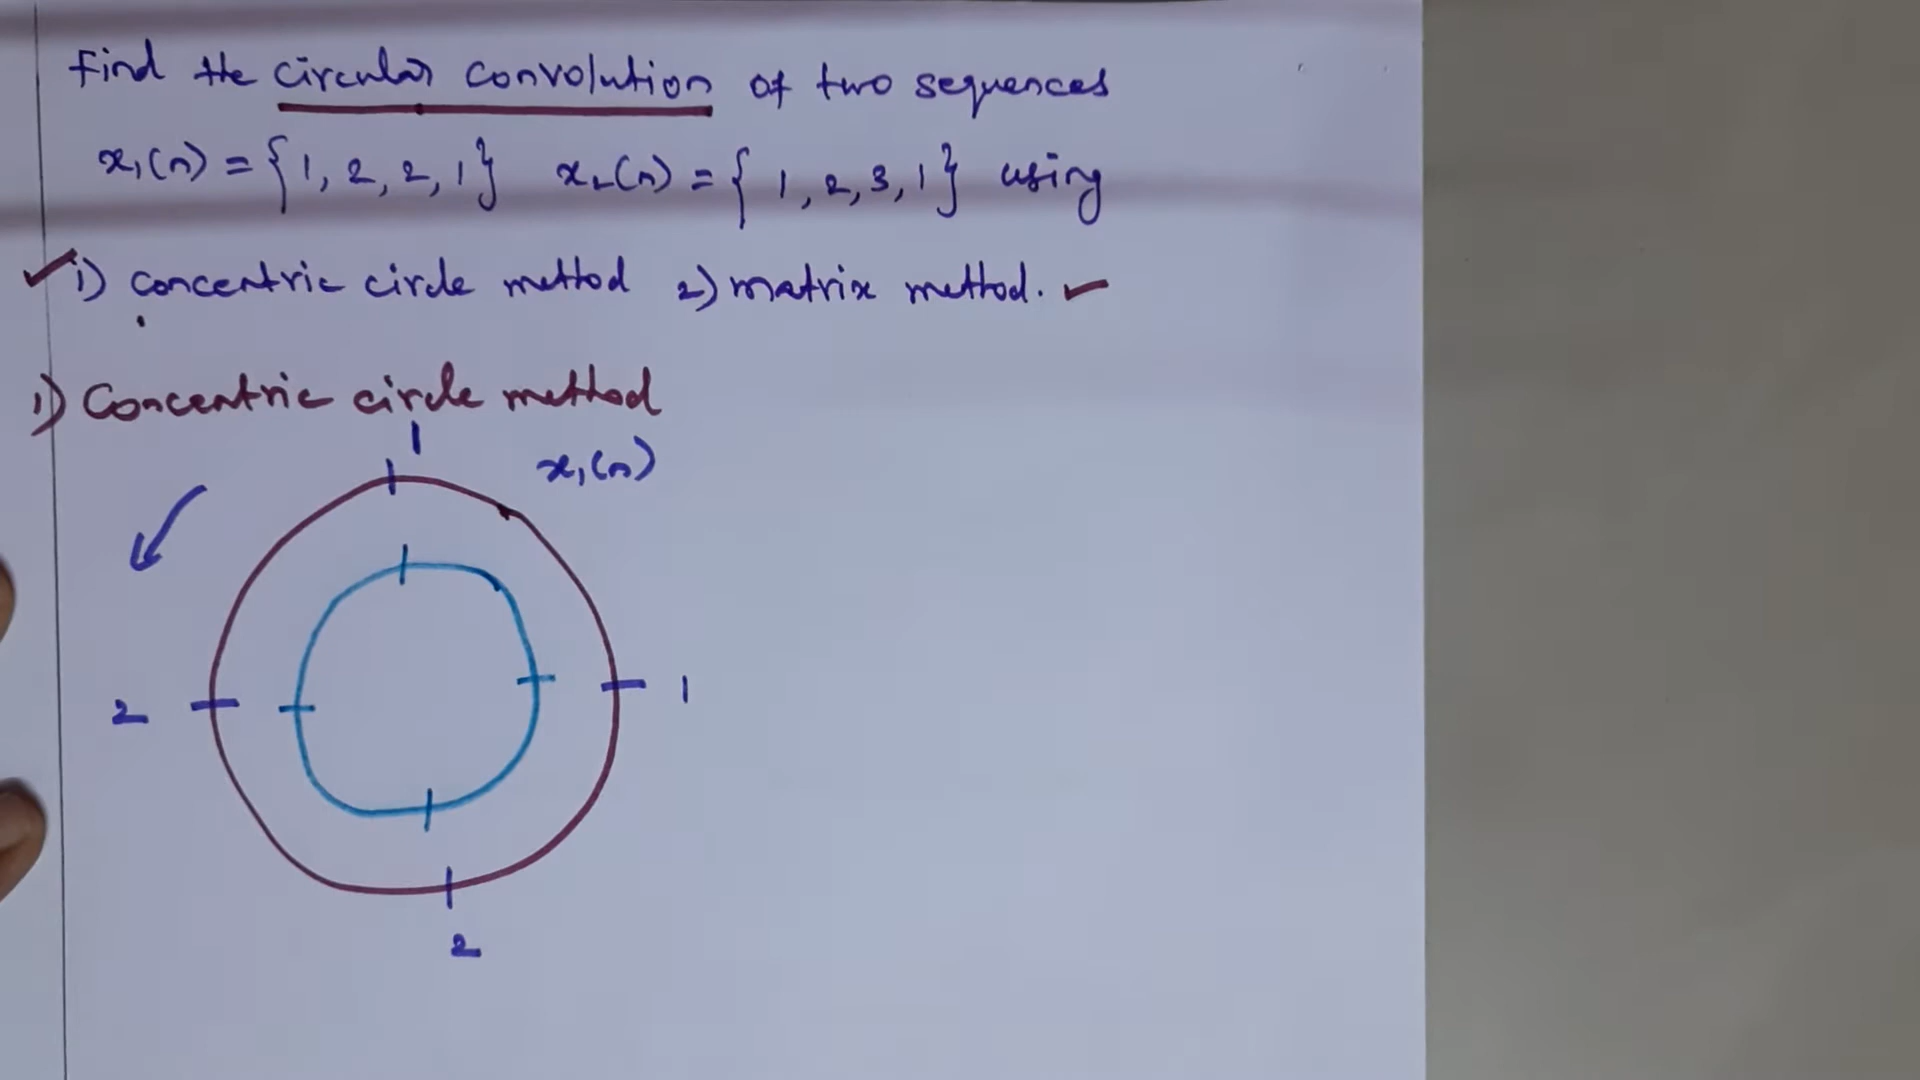 Find the circular convolution of two sequences
x₁(n) = {1, 2, 2, 1} x₂(n) = {1, 2, 3, 1} using
1) concentric circle method 2) matrix method.
1) Concentric circle method
1
x₁(n)
2 1
2